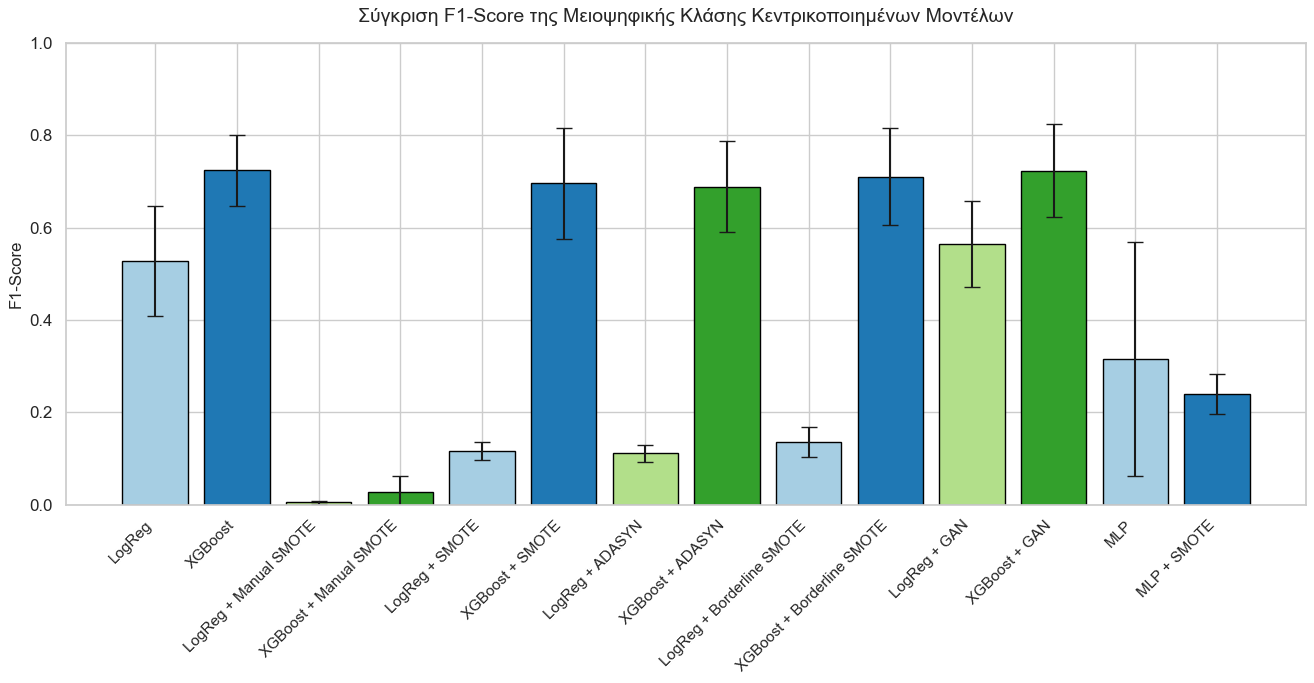 Σύγκριση F1-Score της Μειοψηφικής Κλάσης Κεντρικοποιημένων Μοντέλων
F1-Score
1.0
0.8
0.6
0.4
0.2
0.0
LogReg
XGBoost
LogReg + Manual SMOTE
XGBoost + Manual SMOTE
LogReg + SMOTE
XGBoost + SMOTE
LogReg + ADASYN
XGBoost + ADASYN
LogReg + Borderline SMOTE
XGBoost + Borderline SMOTE
LogReg + GAN
XGBoost + GAN
MLP
MLP + SMOTE